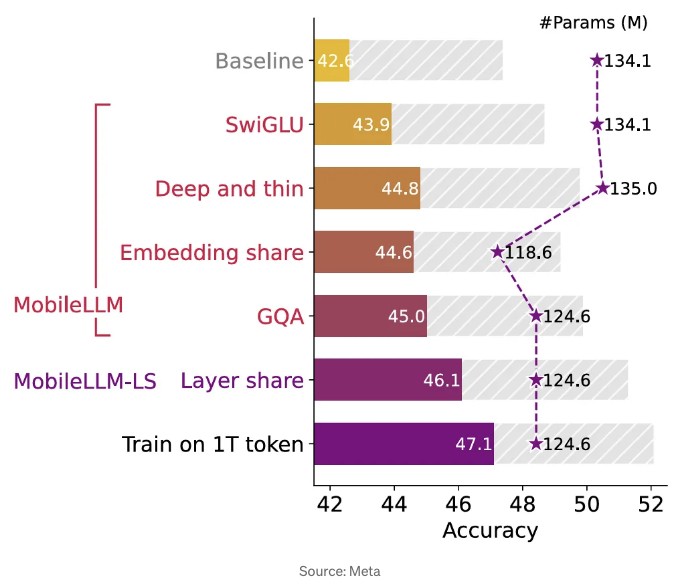 #Params (M)
Baseline 42.6 134.1
SwiGLU 43.9 134.1
Deep and thin 44.8 135.0
Embedding share 44.6 118.6
MobileLLM
GQA 45.0 124.6
MobileLLM-LS Layer share 46.1 124.6
Train on 1T token 47.1 124.6
42 44 46 48 50 52
Accuracy
Source: Meta